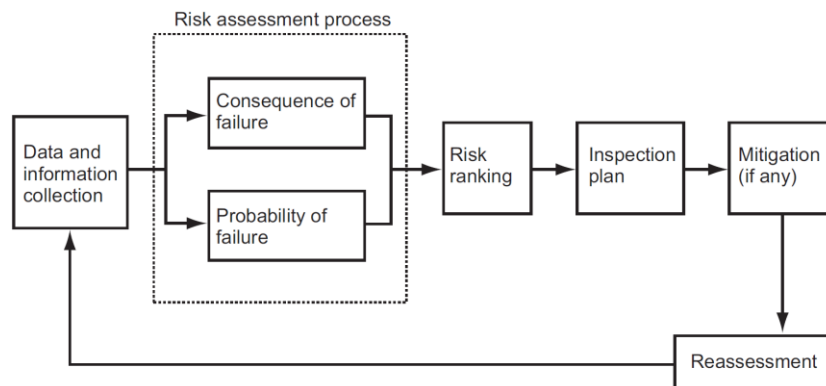 Risk assessment process
Consequence of
failure
Data and
information
collection
Probability of
failure
Risk
ranking
Inspection
plan
Mitigation
(if any)
Reassessment